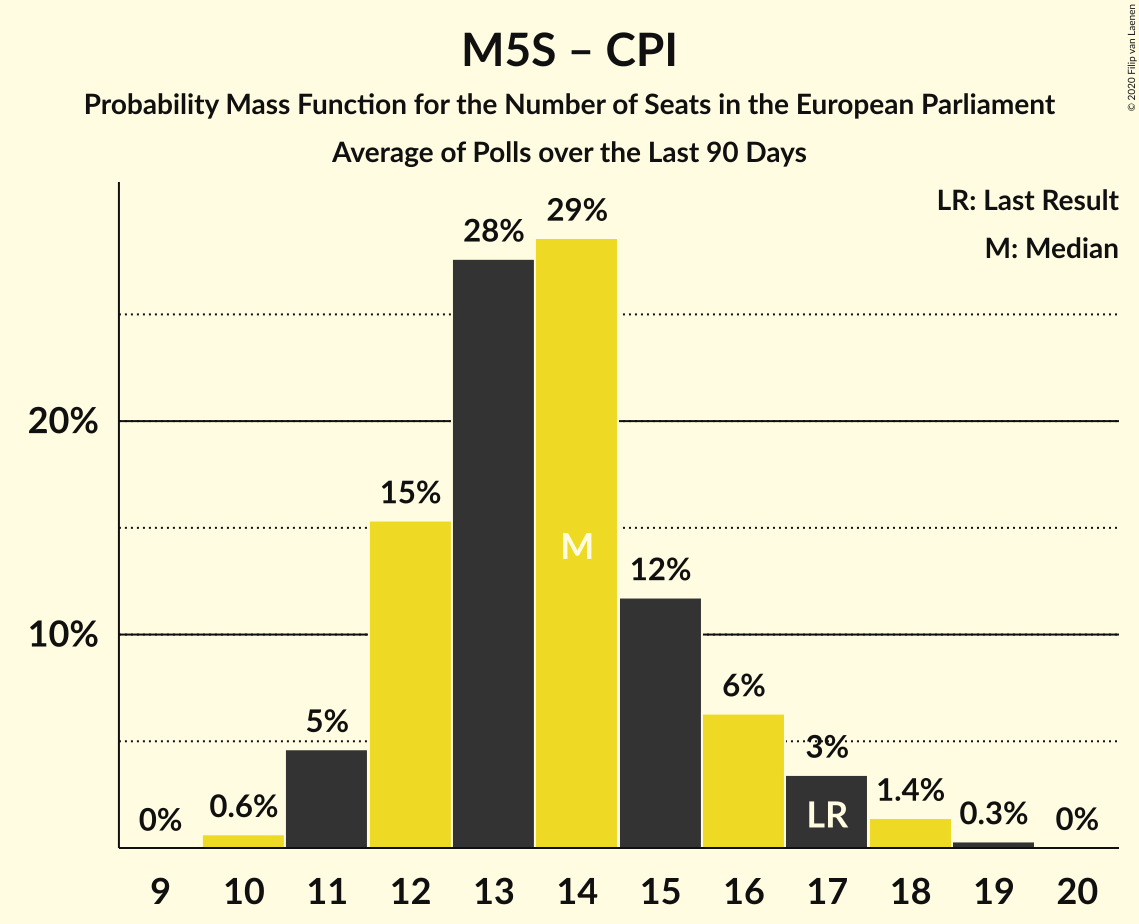 M5S – CPI
Probability Mass Function for the Number of Seats in the European Parliament
Average of Polls over the Last 90 Days
© 2020 Filip van Laenen
LR: Last Result
M: Median
20%
10%
0%
0.6%
5%
15%
28%
29%
12%
6%
3%
1.4%
0.3%
0%
M
LR
9 10 11 12 13 14 15 16 17 18 19 20